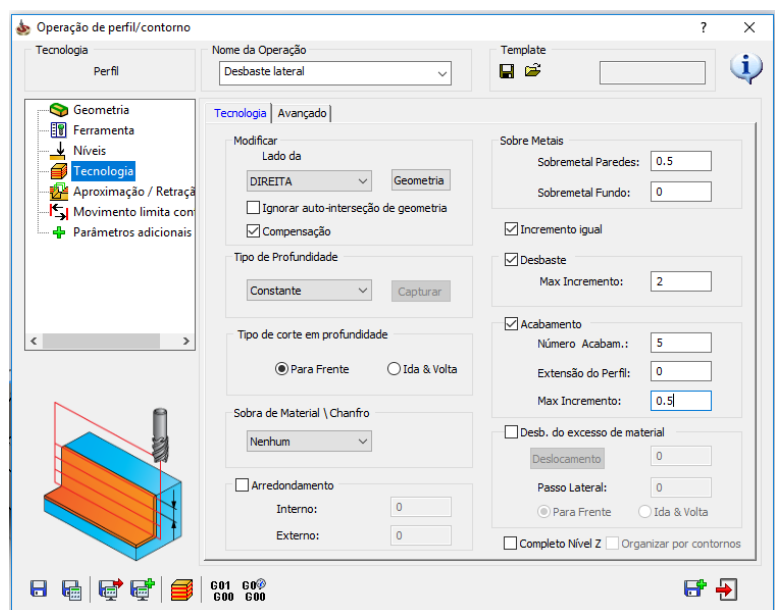 Operação de perfil/contorno ? ×
Tecnologia
Perfil
Nome da Operação
Desbaste lateral
Template
Geometria
Ferramenta
Níveis
Tecnologia
Aproximação / Retraçã
Movimento limita con
Parâmetros adicionais
Tecnologia Avançado
Modificar
Lado da
DIREITA Geometria
Ignorar auto-interseção de geometria
Compensação
Tipo de Profundidade
Constante Capturar
Tipo de corte em profundidade
Para Frente Ida & Volta
Sobra de Material \ Chanfro
Nenhum
Arredondamento
Interno: 0
Externo: 0
Sobre Metais
Sobremetal Paredes: 0.5
Sobremetal Fundo: 0
Incremento igual
Desbaste
Max Incremento: 2
Acabamento
Número Acabam.: 5
Extensão do Perfil: 0
Max Incremento: 0.5
Desb. do excesso de material
Deslocamento 0
Passo Lateral: 0
Para Frente Ida & Volta
Completo Nível Z Organizar por contornos
G01 G0
G00 G00